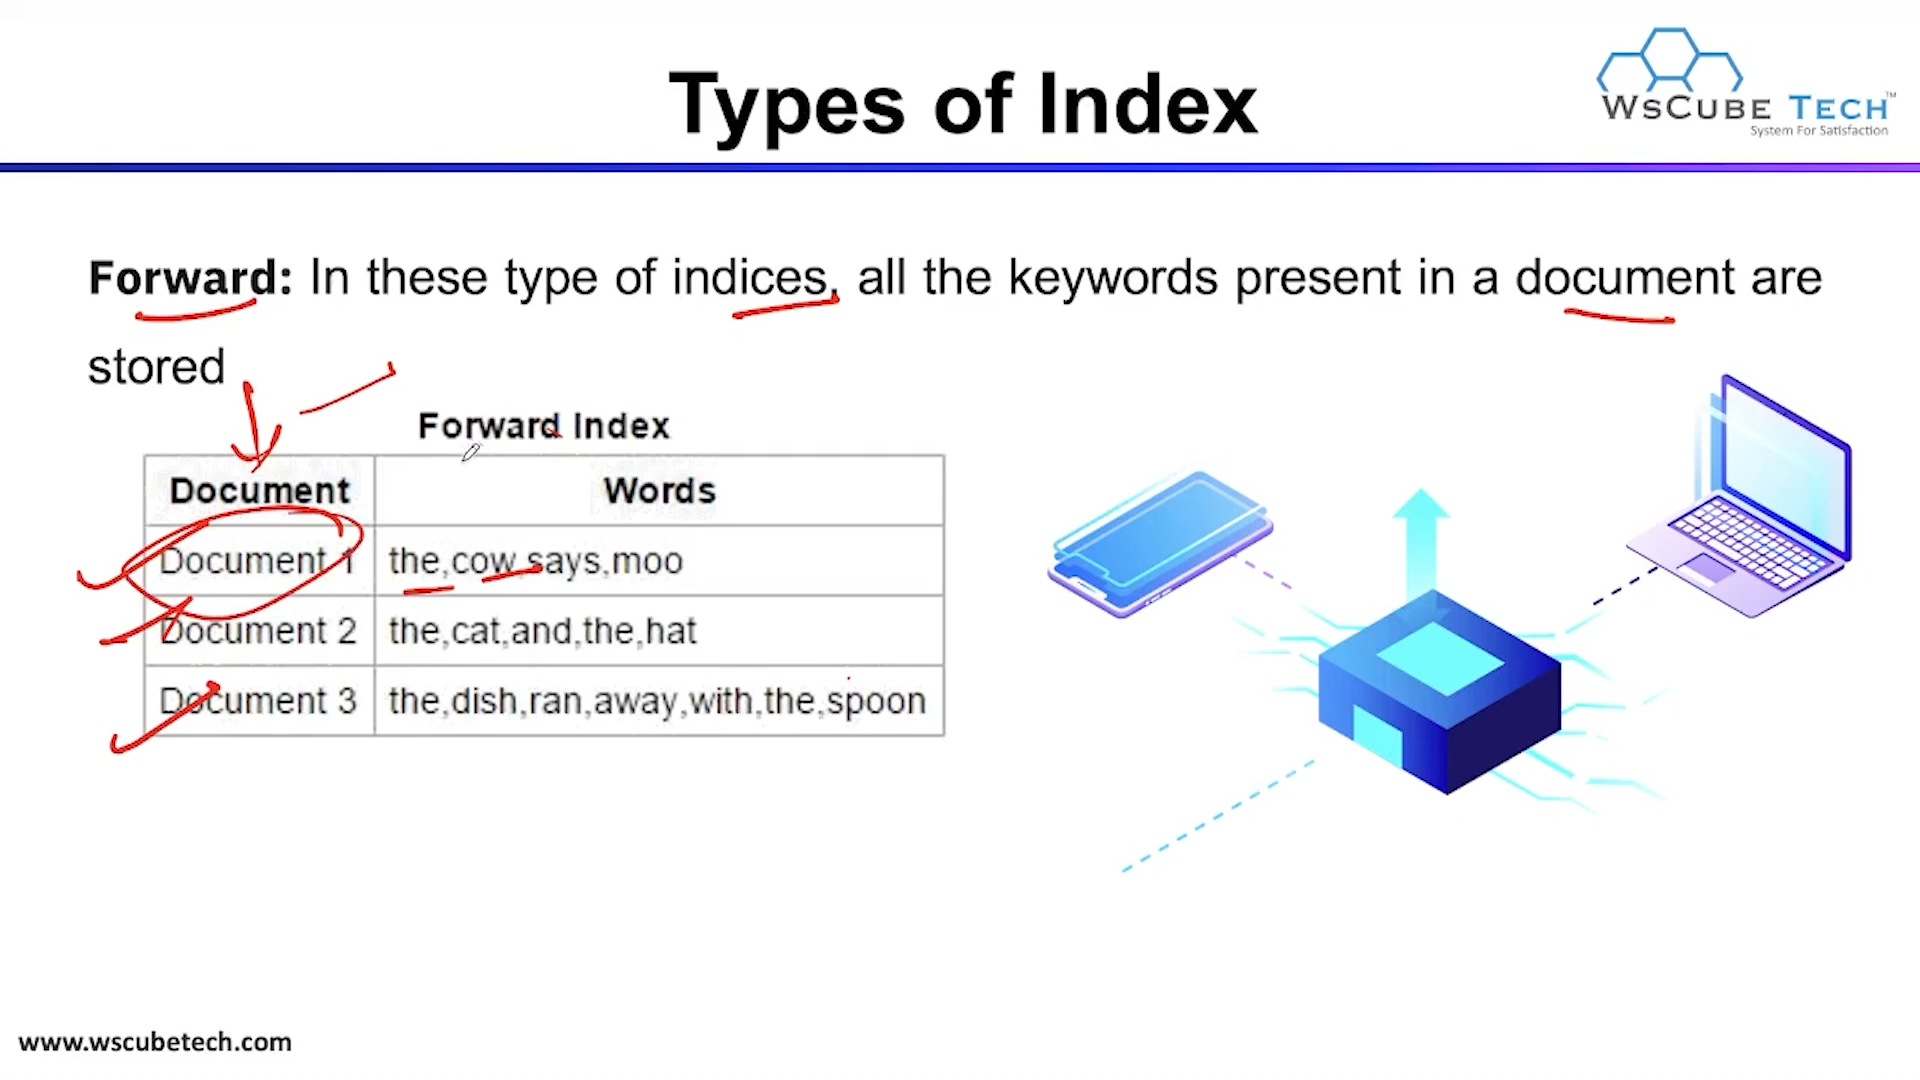 Types of Index
WSCUBE TECH™
System For Satisfaction
Forward: In these type of indices, all the keywords present in a document are
stored
Forward Index
Document Words
Document 1 the,cow,says,moo
Document 2 the,cat,and,the,hat
Document 3 the,dish,ran,away,with,the,spoon
www.wscubetech.com